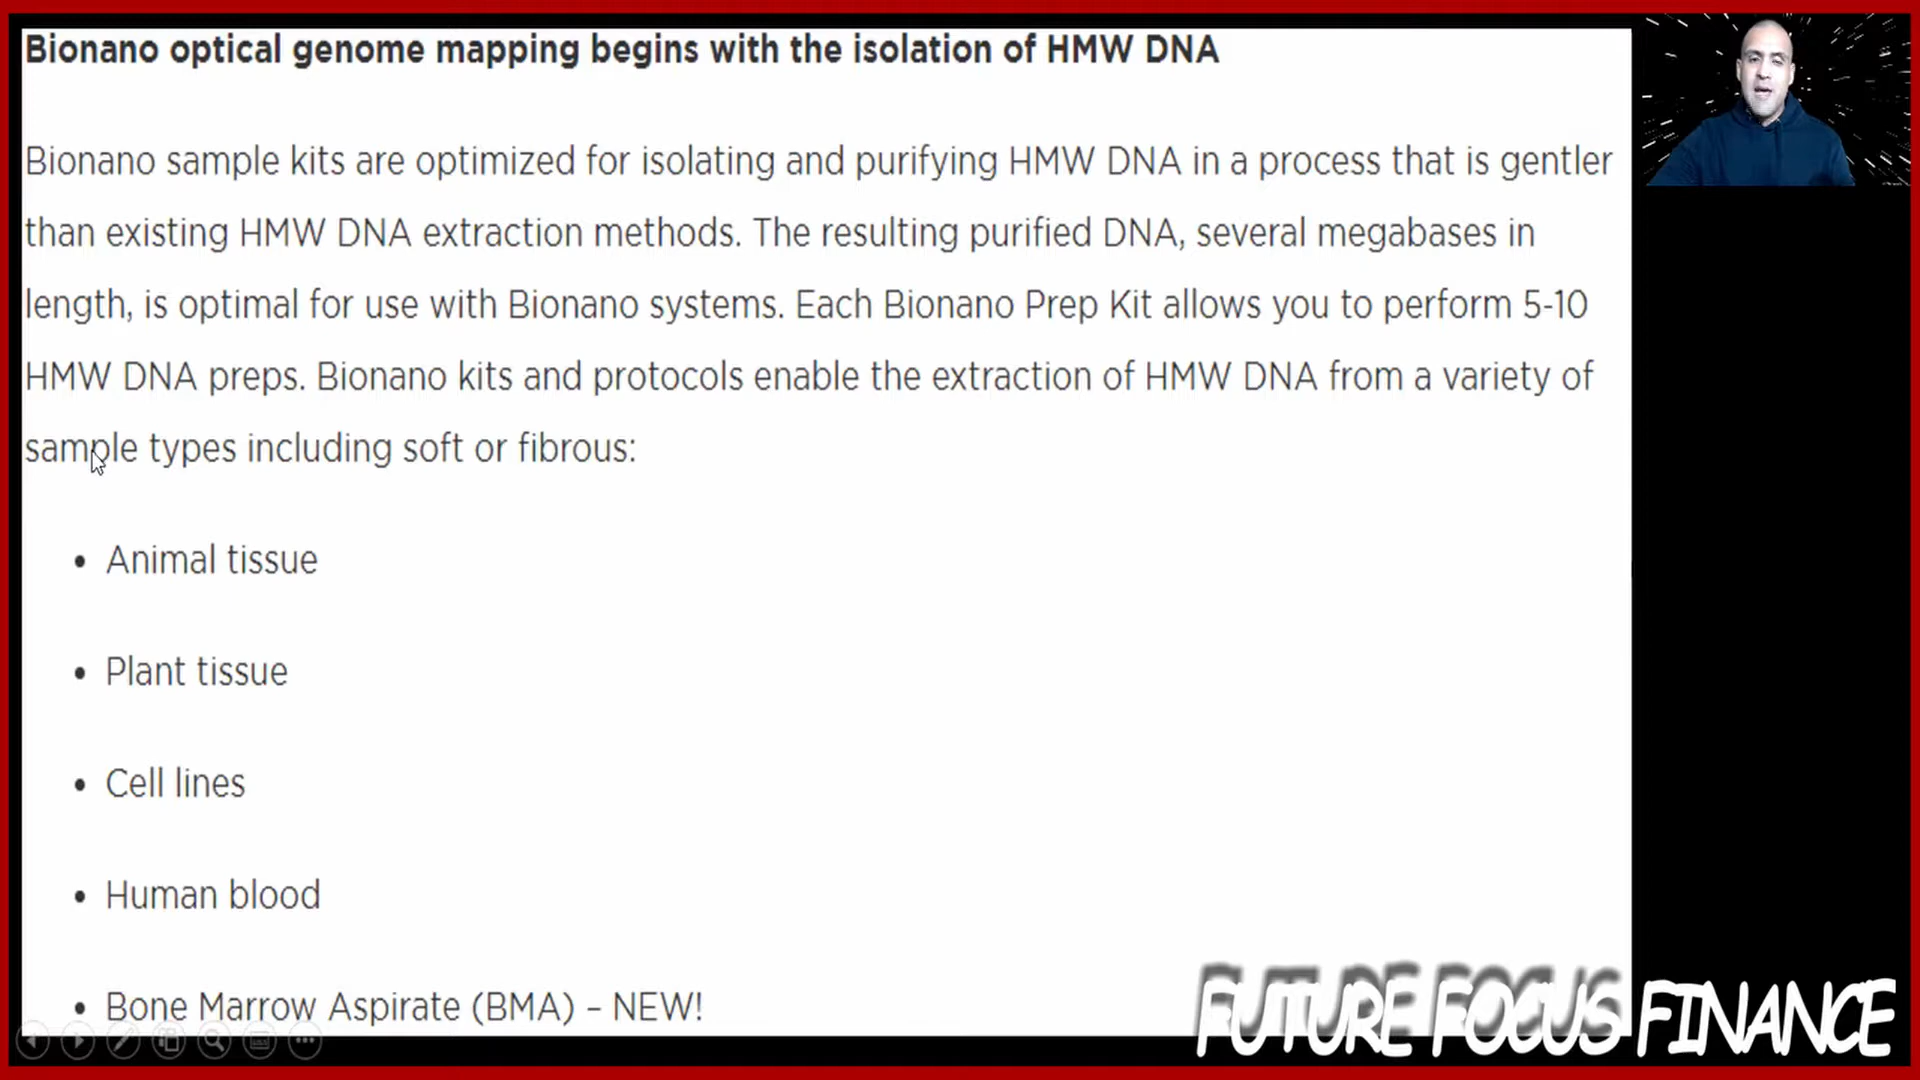 Bionano optical genome mapping begins with the isolation of HMW DNA
Bionano sample kits are optimized for isolating and purifying HMW DNA in a process that is gentler
than existing HMW DNA extraction methods. The resulting purified DNA, several megabases in
length, is optimal for use with Bionano systems. Each Bionano Prep Kit allows you to perform 5-10
HMW DNA preps. Bionano kits and protocols enable the extraction of HMW DNA from a variety of
sample types including soft or fibrous:
• Animal tissue
• Plant tissue
• Cell lines
• Human blood
• Bone Marrow Aspirate (BMA) – NEW!
FUTURE FOCUS FINANCE